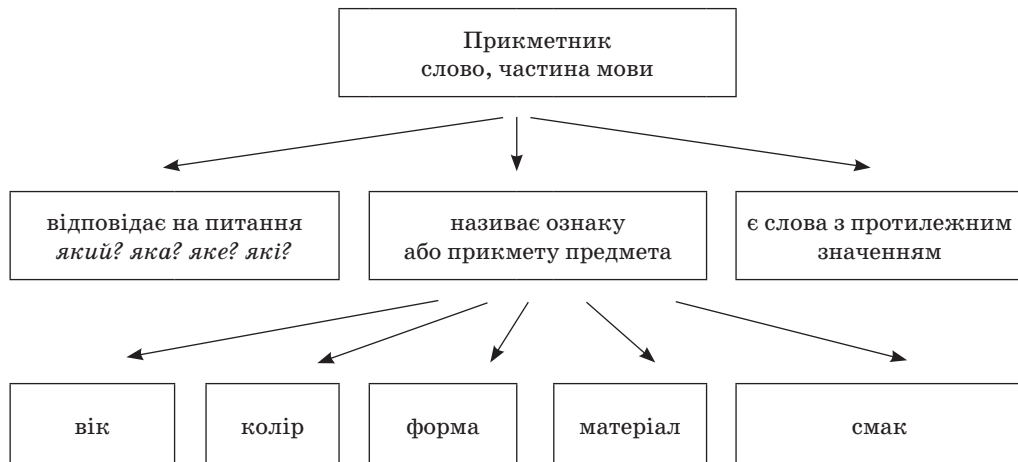 Прикметник
слово, частина мови
відповідає на питання
який? яка? яке? які?
називає ознаку
або прикмету предмета
є слова з протилежним
значенням
вік
колір
форма
матеріал
смак